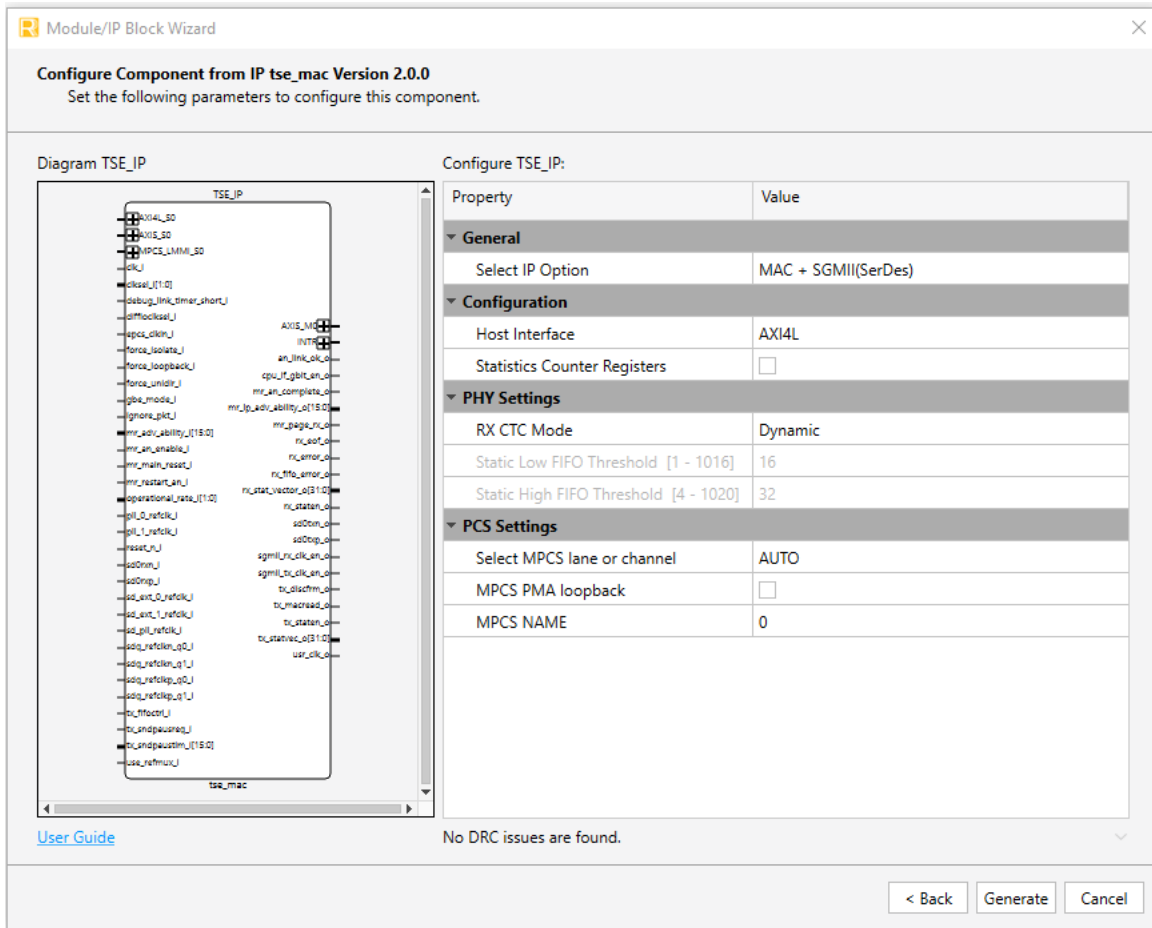 Module/IP Block Wizard
Configure Component from IP tse_mac Version 2.0.0
Set the following parameters to configure this component.
Diagram TSE_IP
TSE_IP
AXI4L_S0
AXIS_S0
MPCS_LMMI_S0
clk_i
clksel_i[1:0]
debug_link_timer_short_i
diffioclksel_i
epcs_clkin_i
force_isolate_i
force_loopback_i
force_unidir_i
gbe_mode_i
ignore_pkt_i
mr_adv_ability_i[15:0]
mr_an_enable_i
mr_main_reset_i
mr_restart_an_i
operational_rate_i[1:0]
pll_0_refclk_i
pll_1_refclk_i
reset_n_i
sd0rxn_i
sd0rxp_i
sd_ext_0_refclk_i
sd_ext_1_refclk_i
sd_pll_refclk_i
sdq_refclkn_q0_i
sdq_refclkn_q1_i
sdq_refclkp_q0_i
sdq_refclkp_q1_i
tx_fifoctrl_i
tx_sndpausreq_i
tx_sndpaustim_i[15:0]
use_refmux_i
AXIS_M0
INTR
an_link_ok_o
cpu_if_gbit_en_o
mr_an_complete_o
mr_lp_adv_ability_o[15:0]
mr_page_rx_o
rx_eof_o
rx_error_o
rx_fifo_error_o
rx_stat_vector_o[31:0]
rx_staten_o
sd0txn_o
sd0txp_o
sgmii_rx_clk_en_o
sgmii_tx_clk_en_o
tx_discfrm_o
tx_macread_o
tx_staten_o
tx_statvec_o[31:0]
usr_clk_o
tse_mac
User Guide
Configure TSE_IP:
Property Value
General
Select IP Option MAC + SGMII(SerDes)
Configuration
Host Interface AXI4L
Statistics Counter Registers
PHY Settings
RX CTC Mode Dynamic
Static Low FIFO Threshold [1 - 1016] 16
Static High FIFO Threshold [4 - 1020] 32
PCS Settings
Select MPCS lane or channel AUTO
MPCS PMA loopback
MPCS NAME 0
No DRC issues are found.
< Back Generate Cancel